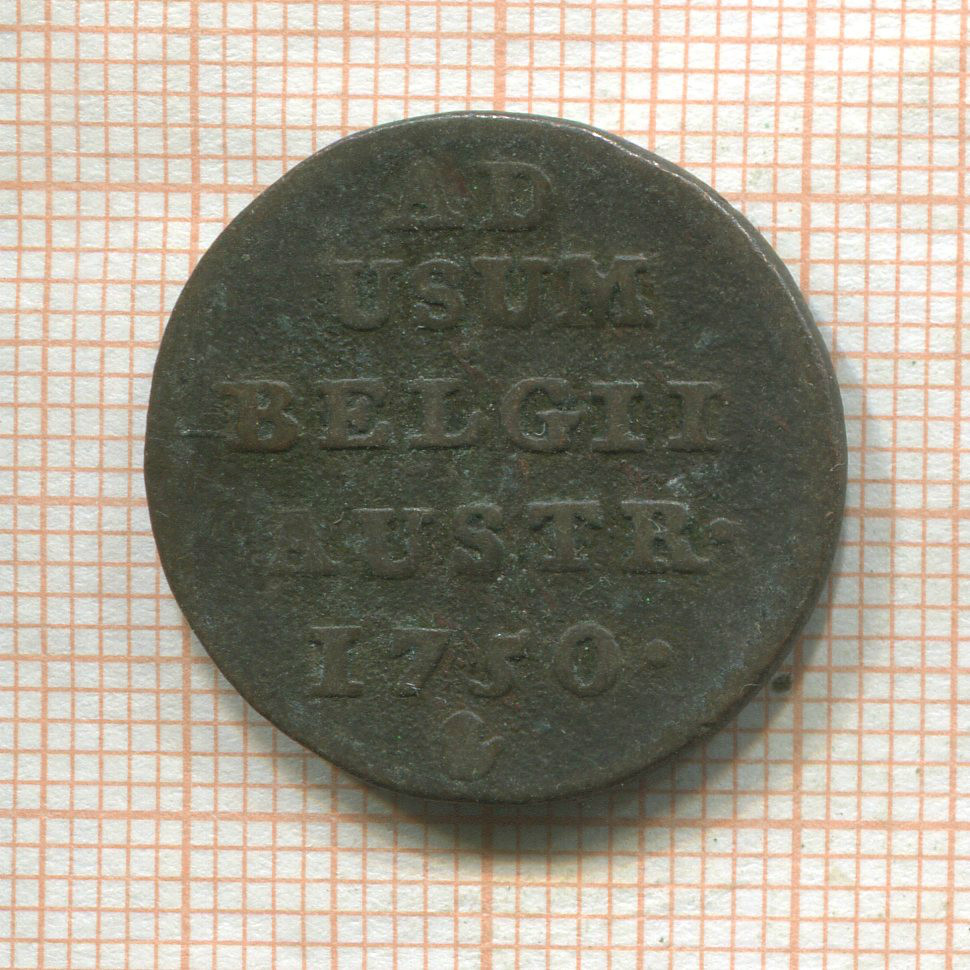 AD
USUM
BELGII
AUSTR.
1750.